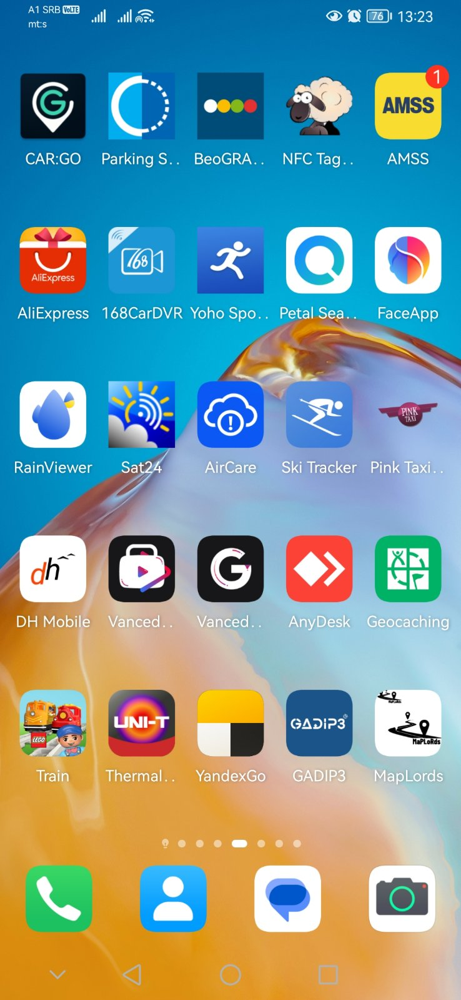 A1 SRB VoLTE
mt:s
76 13:23
1
AMSS
CAR:GO Parking S.. BeoGRA.. NFC Tag.. AMSS
AliExpress
168
AliExpress 168CarDVR Yoho Spo.. Petal Sea.. FaceApp
PINK
TAXI
RainViewer Sat24 AirCare Ski Tracker Pink Taxi..
dh
G
DH Mobile Vanced.. Vanced.. AnyDesk Geocaching
MapLords
UNI-T
GADIP3
LEGO
MaPLoRds
Train Thermal.. YandexGo GADIP3 MapLords